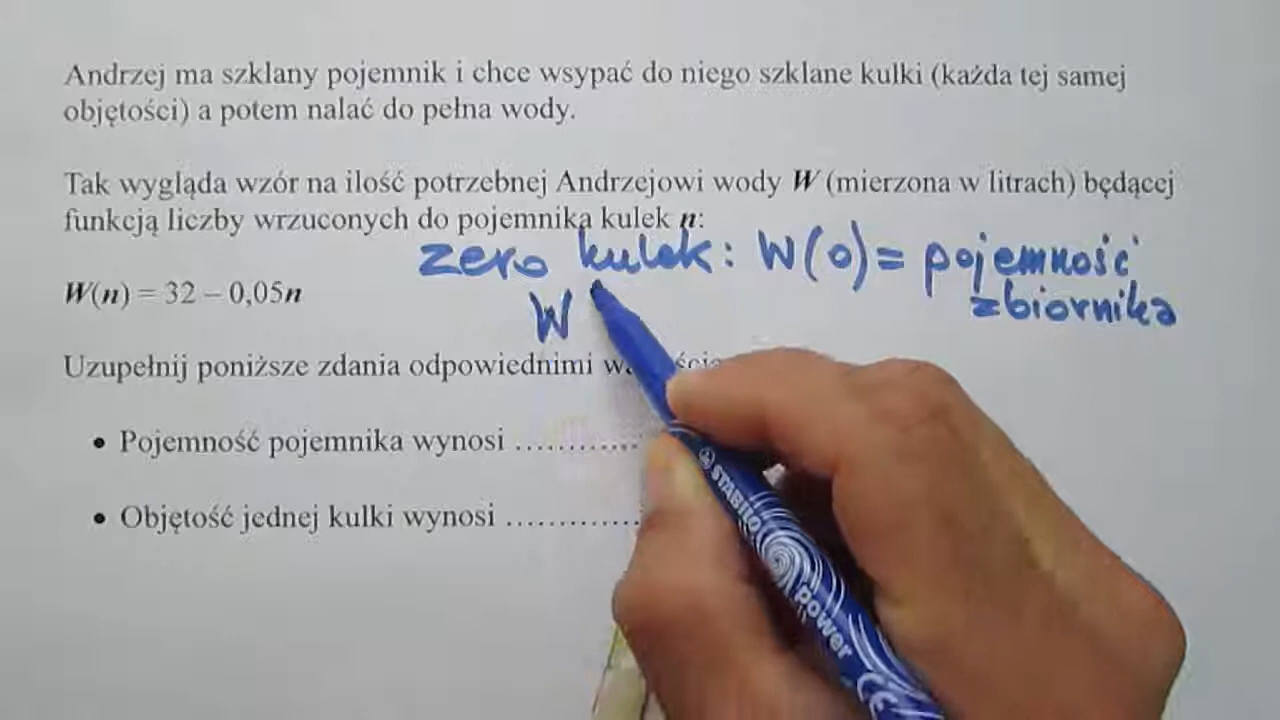 Andrzej ma szklany pojemnik i chce wsypać do niego szklane kulki (każda tej samej
objętości) a potem nalać do pełna wody.
Tak wygląda wzór na ilość potrzebnej Andrzejowi wody W (mierzona w litrach) będącej
funkcją liczby wrzuconych do pojemnika kulek n:
zero kulek: W(0) = pojemność
zbiornika
W(n) = 32 – 0,05n
W
Uzupełnij poniższe zdania odpowiednimi
• Pojemność pojemnika wynosi ............
• Objętość jednej kulki wynosi .............
STABILO power